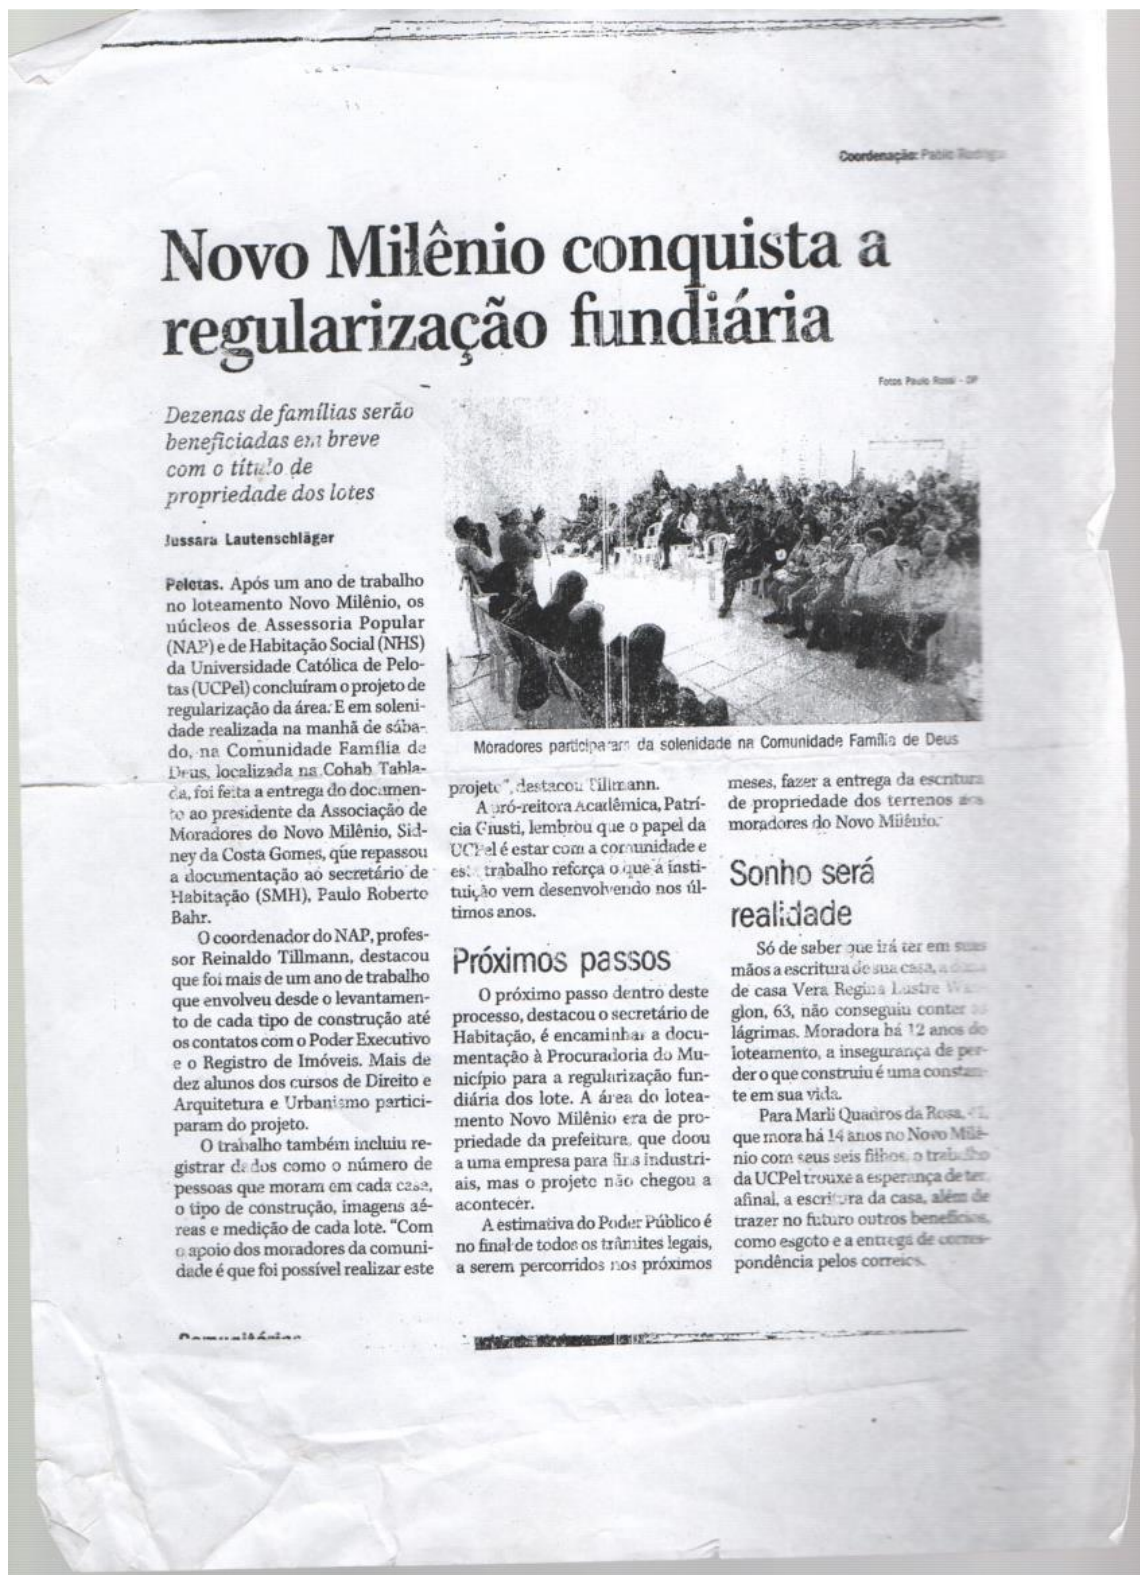 Coordenação: Pablo
Novo Milênio conquista a
regularização fundiária
Fotos Paulo Rossi - DP
Dezenas de famílias serão
beneficiadas em breve
com o título de
propriedade dos lotes
Jussara Lautenschläger
Pelotas. Após um ano de trabalho
no loteamento Novo Milênio, os
núcleos de Assessoria Popular
(NAP) e de Habitação Social (NHS)
da Universidade Católica de Pelo-
tas (UCPel) concluíram o projeto de
regularização da área. E em soleni-
dade realizada na manhã de sába-
do, na Comunidade Família de
Deus, localizada na Cohab Tabla-
da, foi feita a entrega do documen-
to ao presidente da Associação de
Moradores do Novo Milênio, Sid-
ney da Costa Gomes, que repassou
a documentação ao secretário de
Habitação (SMH), Paulo Roberto
Bahr.
O coordenador do NAP, profes-
sor Reinaldo Tillmann, destacou
que foi mais de um ano de trabalho
que envolveu desde o levantamen-
to de cada tipo de construção até
os contatos com o Poder Executivo
e o Registro de Imóveis. Mais de
dez alunos dos cursos de Direito e
Arquitetura e Urbanismo partici-
param do projeto.
O trabalho também incluiu re-
gistrar dados como o número de
pessoas que moram em cada casa,
o tipo de construção, imagens aé-
reas e medição de cada lote. “Com
o apoio dos moradores da comuni-
dade é que foi possível realizar este
Moradores participaram da solenidade na Comunidade Família de Deus
projeto”, destacou Tillmann.
A pró-reitora Acadêmica, Patrí-
cia Giusti, lembrou que o papel da
UCPel é estar com a comunidade e
este trabalho reforça o que a insti-
tuição vem desenvolvendo nos úl-
timos anos.
Próximos passos
O próximo passo dentro deste
processo, destacou o secretário de
Habitação, é encaminhar a docu-
mentação à Procuradoria do Mu-
nicípio para a regularização fun-
diária dos lote. A área do lotea-
mento Novo Milênio era de pro-
priedade da prefeitura, que doou
a uma empresa para fins industri-
ais, mas o projeto não chegou a
acontecer.
A estimativa do Poder Público é
no final de todos os trâmites legais,
a serem percorridos nos próximos
meses, fazer a entrega da escritura
de propriedade dos terrenos aos
moradores do Novo Milênio.
Sonho será
realidade
Só de saber que irá ter em suas
mãos a escritura de sua casa, a dona
de casa Vera Regina Lustre
glon, 63, não conseguiu conter as
lágrimas. Moradora há 12 anos do
loteamento, a insegurança de per-
der o que construiu é uma constan-
te em sua vida.
Para Marli Quadros da Rosa,
que mora há 14 anos no Novo Milê-
nio com seus seis filhos, o trabalho
da UCPel trouxe a esperança de ter,
afinal, a escritura da casa, além de
trazer no futuro outros benefícios,
como esgoto e a entrega de corres-
pondência pelos correios.